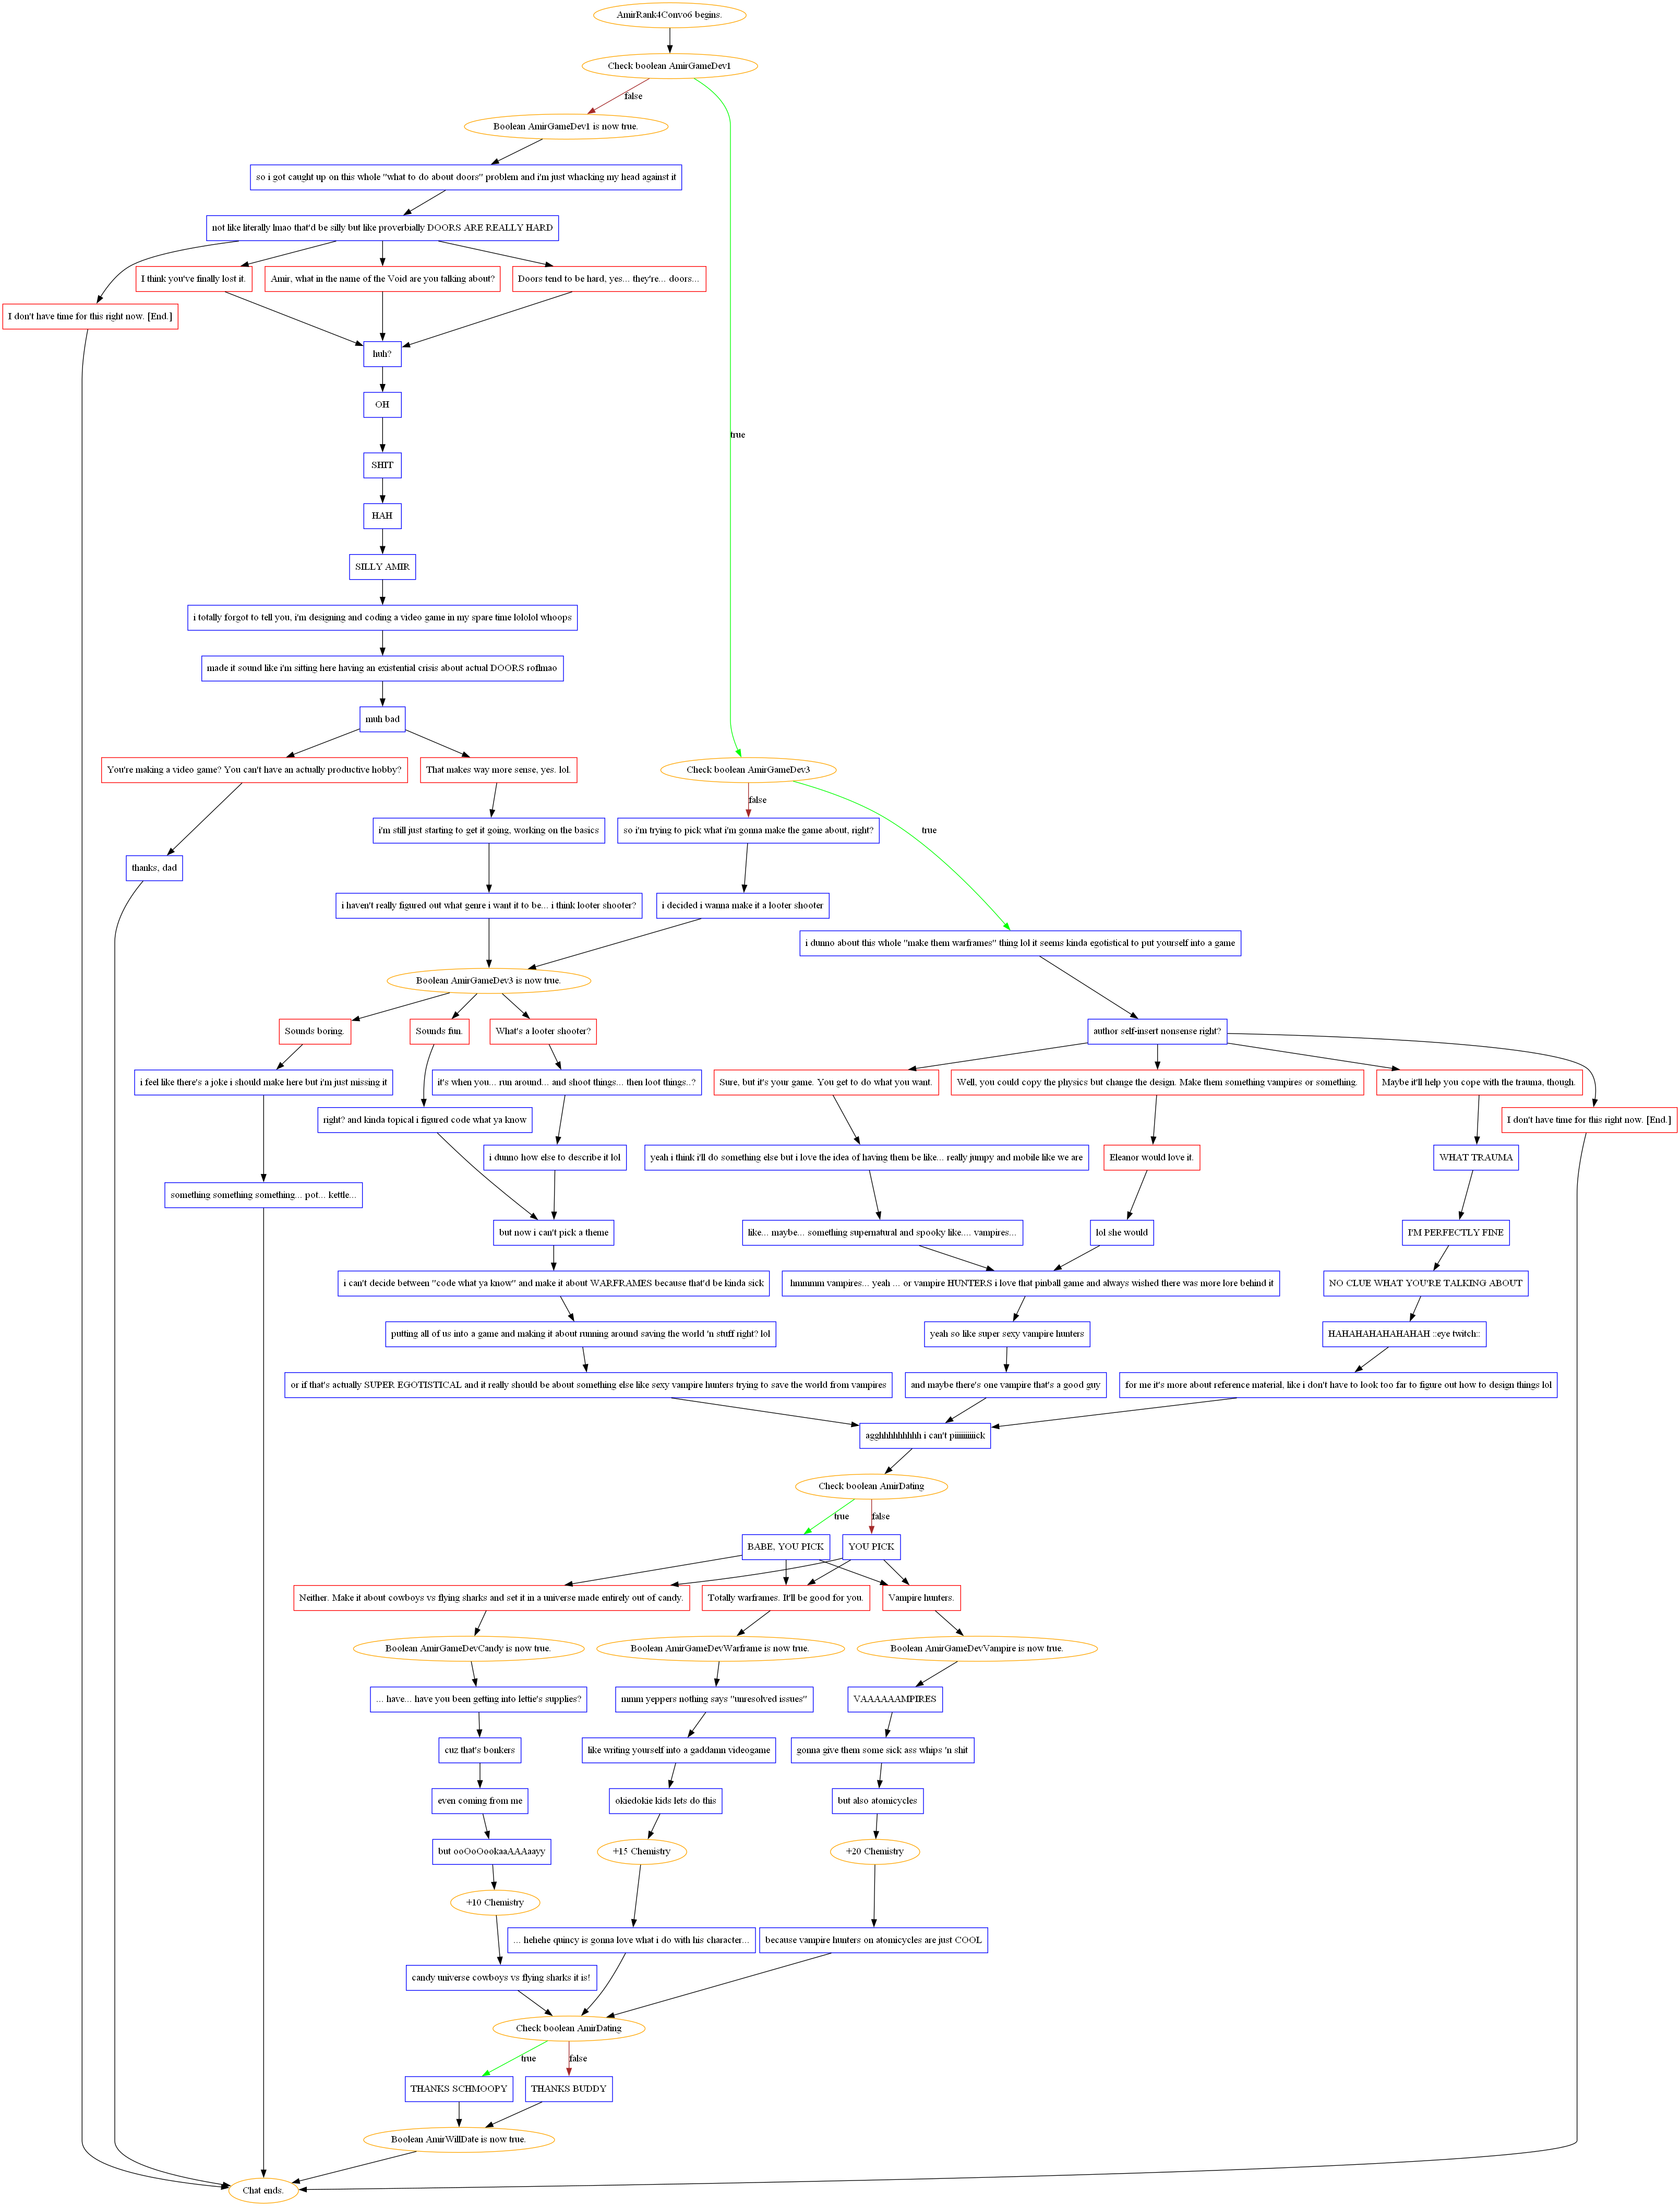 AmirRank4Convo6 begins.
Check boolean AmirGameDev1
false
Boolean AmirGameDev1 is now true.
so i got caught up on this whole "what to do about doors" problem and i'm just whacking my head against it
not like literally lmao that'd be silly but like proverbially DOORS ARE REALLY HARD
I think you've finally lost it.
Amir, what in the name of the Void are you talking about?
Doors tend to be hard, yes... they're... doors...
I don't have time for this right now. [End.]
huh?
OH
true
SHIT
HAH
SILLY AMIR
i totally forgot to tell you, i'm designing and coding a video game in my spare time lololol whoops
made it sound like i'm sitting here having an existential crisis about actual DOORS roflmao
muh bad
You're making a video game? You can't have an actually productive hobby?
That makes way more sense, yes. lol.
Check boolean AmirGameDev3
false
true
i'm still just starting to get it going, working on the basics
so i'm trying to pick what i'm gonna make the game about, right?
thanks, dad
i haven't really figured out what genre i want it to be... i think looter shooter?
i decided i wanna make it a looter shooter
i dunno about this whole "make them warframes" thing lol it seems kinda egotistical to put yourself into a game
Boolean AmirGameDev3 is now true.
Sounds boring.
Sounds fun.
What's a looter shooter?
author self-insert nonsense right?
i feel like there's a joke i should make here but i'm just missing it
it's when you... run around... and shoot things... then loot things..?
Sure, but it's your game. You get to do what you want.
Well, you could copy the physics but change the design. Make them something vampires or something.
Maybe it'll help you cope with the trauma, though.
right? and kinda topical i figured code what ya know
I don't have time for this right now. [End.]
i dunno how else to describe it lol
yeah i think i'll do something else but i love the idea of having them be like... really jumpy and mobile like we are
Eleanor would love it.
WHAT TRAUMA
something something something... pot... kettle...
but now i can't pick a theme
like... maybe... something supernatural and spooky like.... vampires...
lol she would
I'M PERFECTLY FINE
i can't decide between "code what ya know" and make it about WARFRAMES because that'd be kinda sick
hmmmm vampires... yeah ... or vampire HUNTERS i love that pinball game and always wished there was more lore behind it
NO CLUE WHAT YOU'RE TALKING ABOUT
putting all of us into a game and making it about running around saving the world 'n stuff right? lol
yeah so like super sexy vampire hunters
HAHAHAHAHAHAHAH ::eye twitch::
or if that's actually SUPER EGOTISTICAL and it really should be about something else like sexy vampire hunters trying to save the world from vampires
and maybe there's one vampire that's a good guy
for me it's more about reference material, like i don't have to look too far to figure out how to design things lol
agghhhhhhhhh i can't piiiiiiiiiick
Check boolean AmirDating
true
false
BABE, YOU PICK
YOU PICK
Neither. Make it about cowboys vs flying sharks and set it in a universe made entirely out of candy.
Totally warframes. It'll be good for you.
Vampire hunters.
Boolean AmirGameDevCandy is now true.
Boolean AmirGameDevWarframe is now true.
Boolean AmirGameDevVampire is now true.
... have... have you been getting into lettie's supplies?
mmm yeppers nothing says "unresolved issues"
VAAAAAAMPIRES
cuz that's bonkers
like writing yourself into a gaddamn videogame
gonna give them some sick ass whips 'n shit
even coming from me
okiedokie kids lets do this
but also atomicycles
but ooOoOookaaAAAaayy
+15 Chemistry
+20 Chemistry
+10 Chemistry
... hehehe quincy is gonna love what i do with his character...
because vampire hunters on atomicycles are just COOL
candy universe cowboys vs flying sharks it is!
Check boolean AmirDating
true
false
THANKS SCHMOOPY
THANKS BUDDY
Boolean AmirWillDate is now true.
Chat ends.